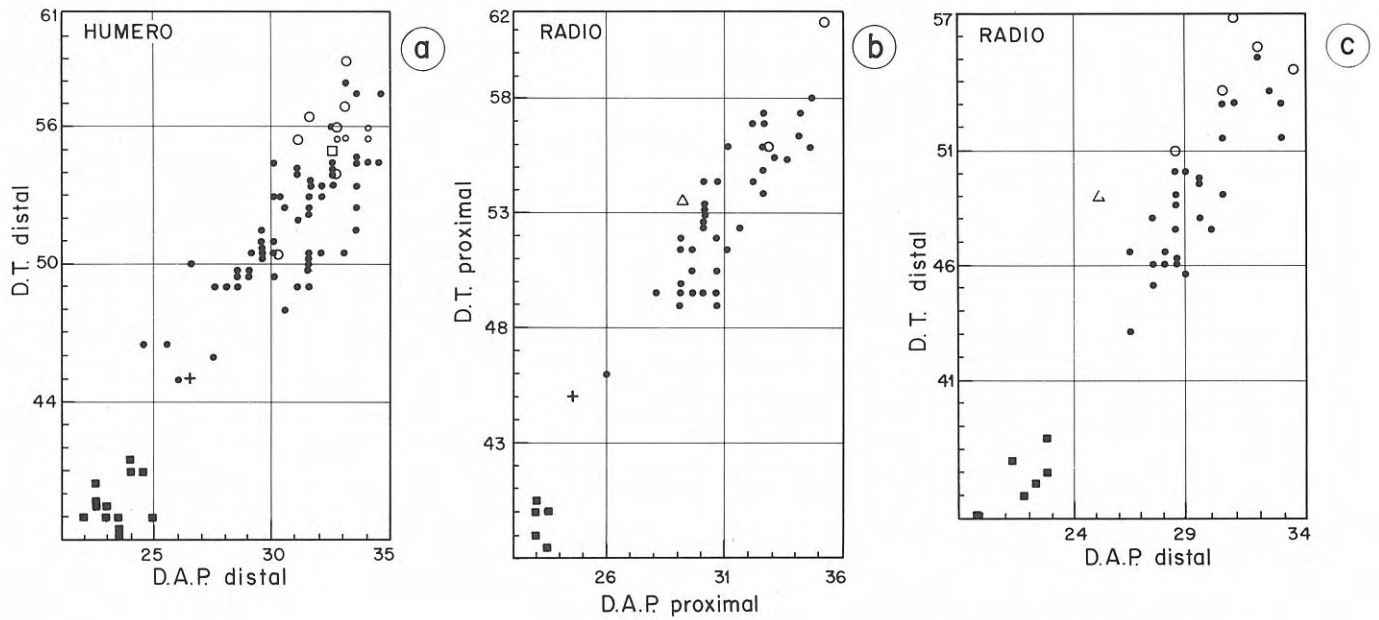 HUMERO
a
61
56
50
44
D.T. distal
25
30
35
D.A.P. distal
RADIO
b
62
58
53
48
43
D.T. proximal
26
31
36
D.A.P. proximal
RADIO
c
57
51
46
41
D.T. distal
24
29
34
D.A.P. distal